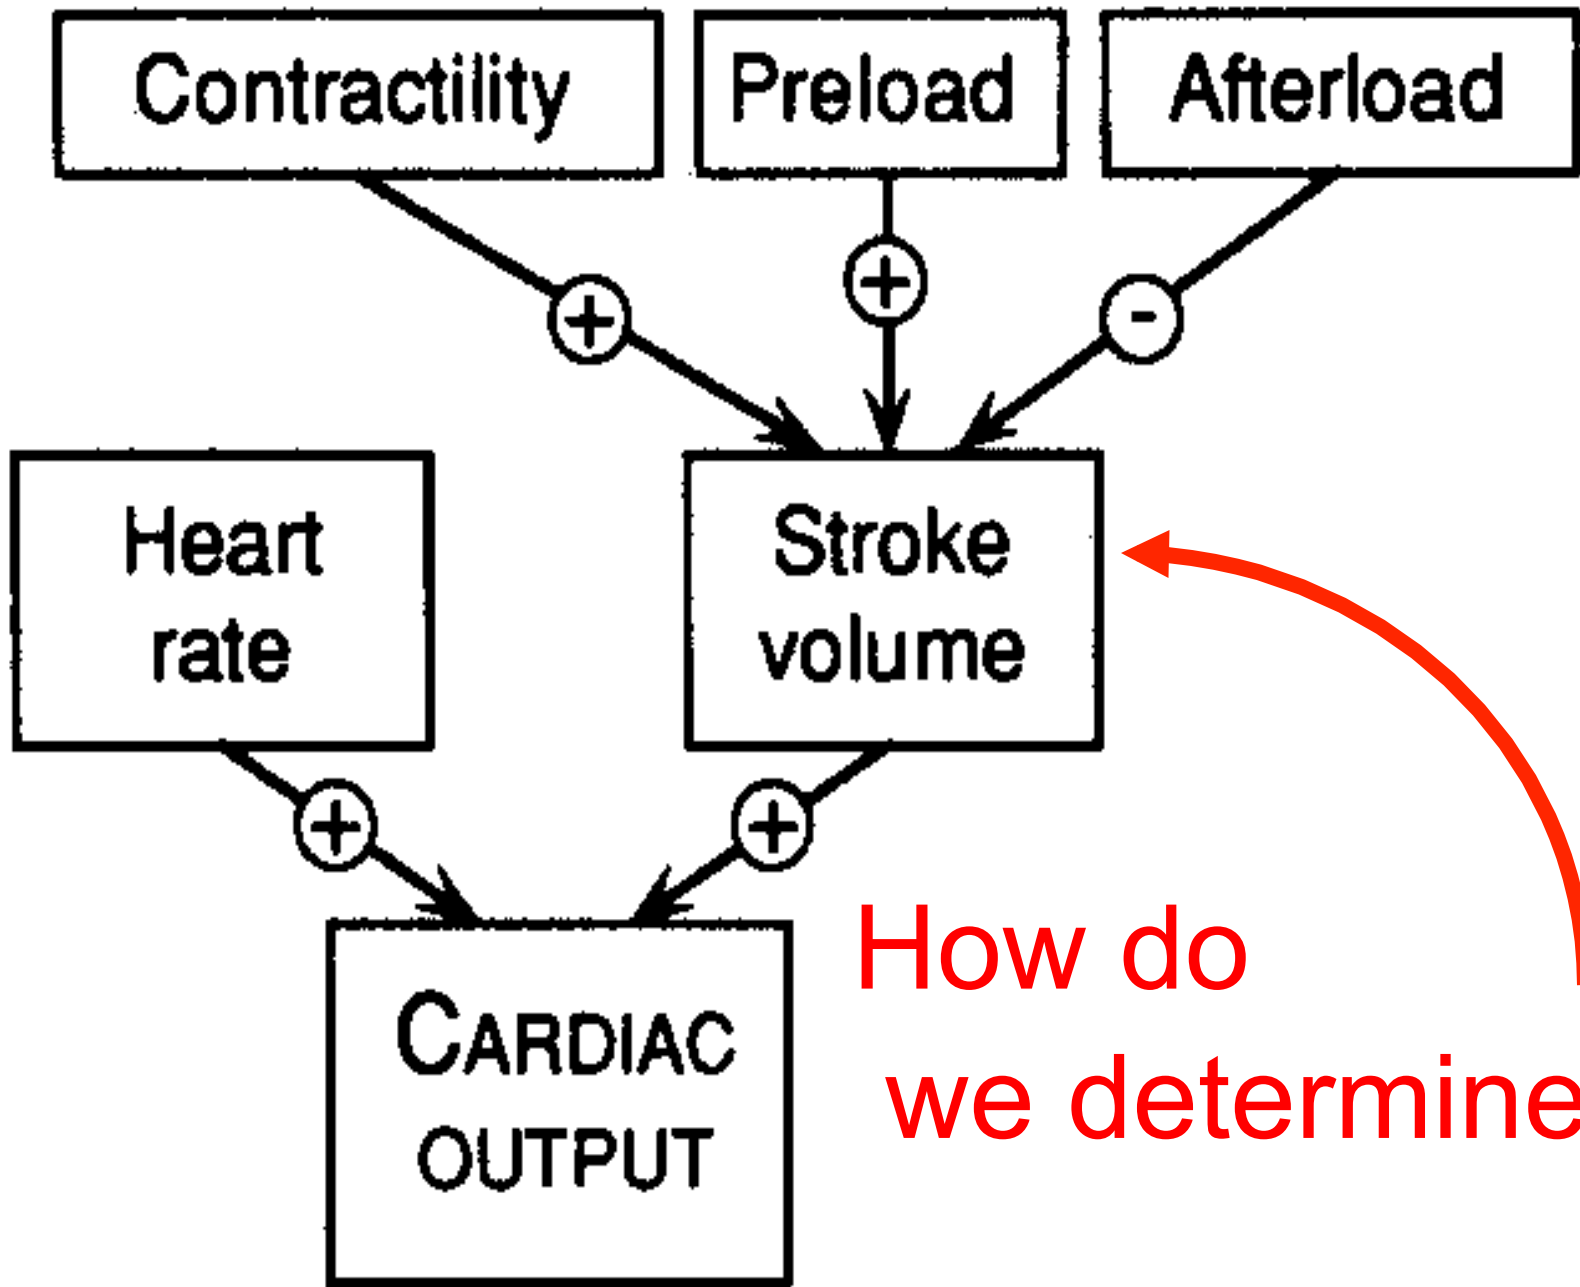 Contractility
Preload
Afterload
+
+
-
Heart
rate
Stroke
volume
+
+
CARDIAC
OUTPUT
How do
we determine